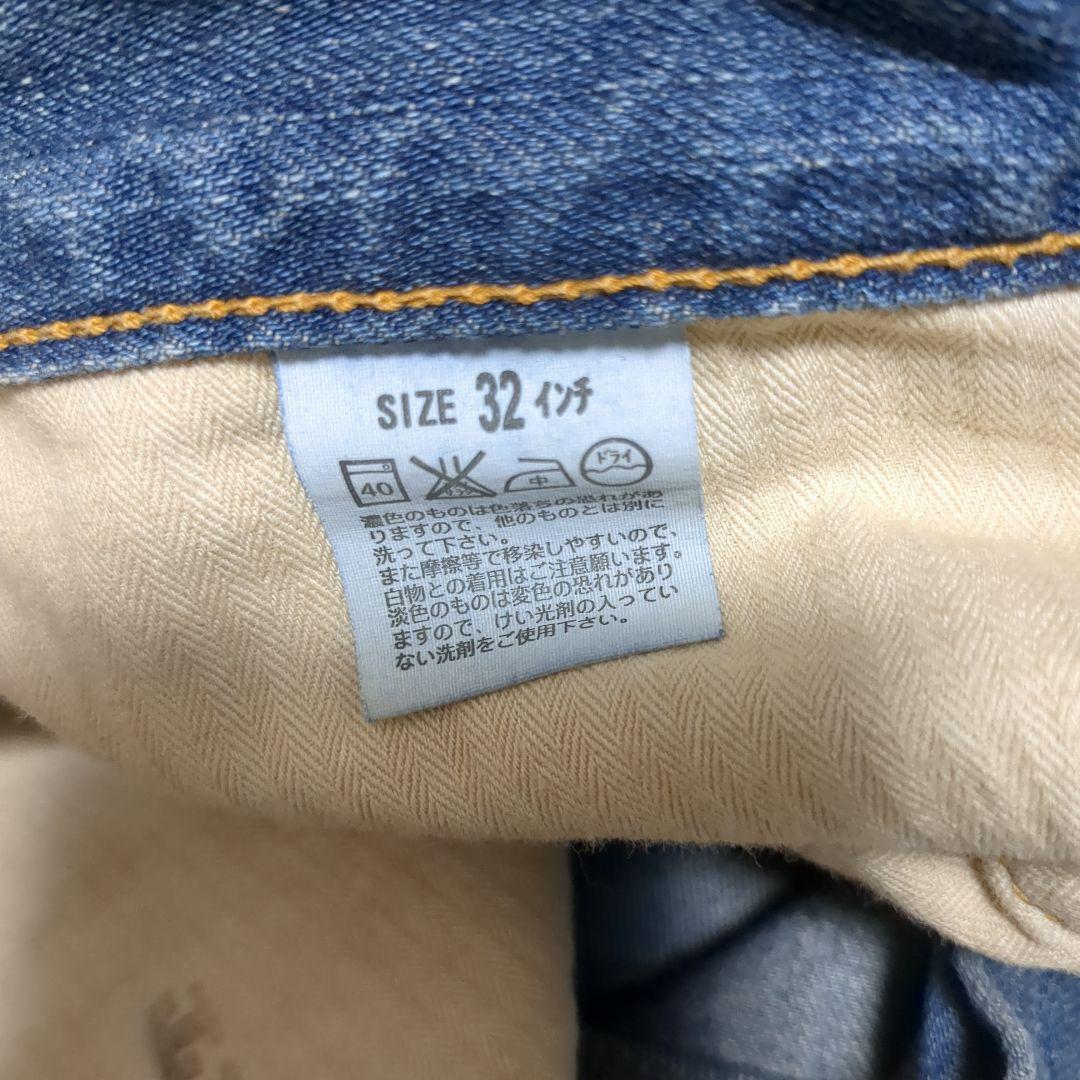 SIZE 32 インチ
40 サラシ 中 ドライ
濃色のものは色落ちの恐れがあ
りますので、他のものとは別に
洗って下さい。
また摩擦等で移染しやすいので、
白物との着用はご注意願います。
淡色のものは変色の恐れがあり
ますので、けい光剤の入ってい
ない洗剤をご使用下さい。